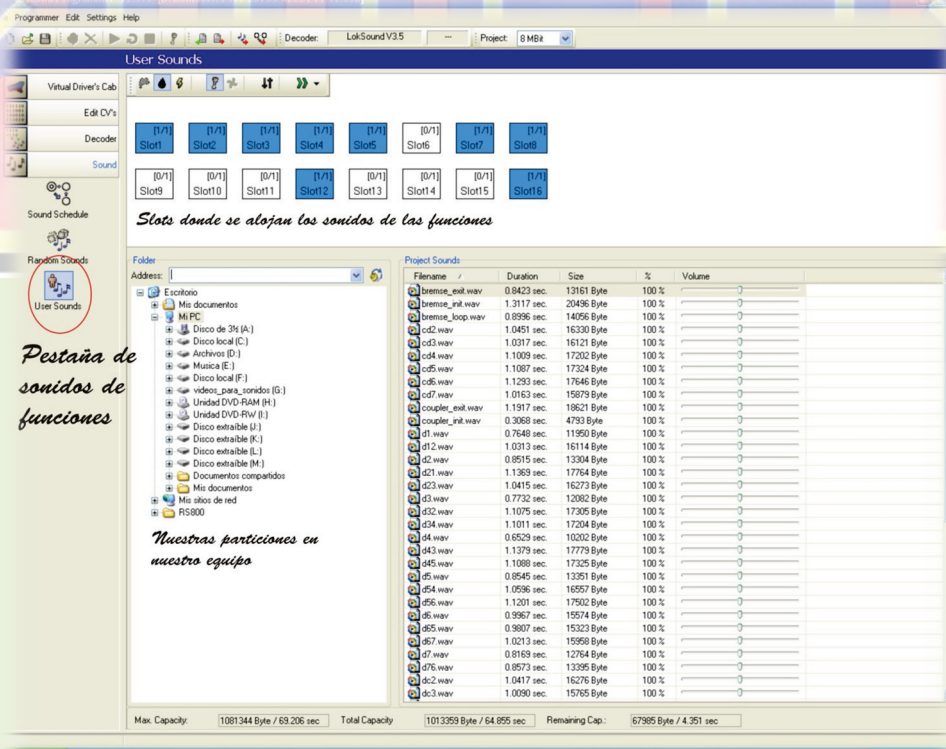 Programmer Edit Settings Help
Decoder: LokSound V3.5 --- Project: 8 MBit
User Sounds
Virtual Driver's Cab
Edit CV's
Decoder
Sound
Sound Schedule
Random Sounds
User Sounds
Pestaña de
sonidos de
funciones
[1/1] [1/1] [1/1] [1/1] [1/1] [0/1] [1/1] [1/1]
Slot1 Slot2 Slot3 Slot4 Slot5 Slot6 Slot7 Slot8
[0/1] [0/1] [0/1] [1/1] [0/1] [0/1] [0/1] [1/1]
Slot9 Slot10 Slot11 Slot12 Slot13 Slot14 Slot15 Slot16
Slots donde se alojan los sonidos de las funciones
Folder
Address:
Escritorio
Mis documentos
Mi PC
Disco de 3½ (A:)
Disco local (C:)
Archivos (D:)
Musica (E:)
Disco local (F:)
videos_para_sonidos (G:)
Unidad DVD-RAM (H:)
Unidad DVD-RW (I:)
Disco extraíble (J:)
Disco extraíble (K:)
Disco extraíble (L:)
Disco extraíble (M:)
Documentos compartidos
Mis documentos
Mis sitios de red
RS800
Nuestras particiones en
nuestro equipo
Project Sounds
Filename / Duration Size % Volume
bremse_exit.wav 0.8423 sec. 13161 Byte 100 %
bremse_init.wav 1.3117 sec. 20496 Byte 100 %
bremse_loop.wav 0.8996 sec. 14056 Byte 100 %
cd2.wav 1.0451 sec. 16330 Byte 100 %
cd3.wav 1.0317 sec. 16121 Byte 100 %
cd4.wav 1.1009 sec. 17202 Byte 100 %
cd5.wav 1.1087 sec. 17324 Byte 100 %
cd6.wav 1.1293 sec. 17646 Byte 100 %
cd7.wav 1.0163 sec. 15879 Byte 100 %
coupler_exit.wav 1.1917 sec. 18621 Byte 100 %
coupler_init.wav 0.3068 sec. 4793 Byte 100 %
d1.wav 0.7648 sec. 11950 Byte 100 %
d12.wav 1.0313 sec. 16114 Byte 100 %
d2.wav 0.8515 sec. 13304 Byte 100 %
d21.wav 1.1369 sec. 17764 Byte 100 %
d23.wav 1.0415 sec. 16273 Byte 100 %
d3.wav 0.7732 sec. 12082 Byte 100 %
d32.wav 1.1075 sec. 17305 Byte 100 %
d34.wav 1.1011 sec. 17204 Byte 100 %
d4.wav 0.6529 sec. 10202 Byte 100 %
d43.wav 1.1379 sec. 17779 Byte 100 %
d45.wav 1.1088 sec. 17325 Byte 100 %
d5.wav 0.8545 sec. 13351 Byte 100 %
d54.wav 1.0596 sec. 16557 Byte 100 %
d56.wav 1.1201 sec. 17502 Byte 100 %
d6.wav 0.9967 sec. 15574 Byte 100 %
d65.wav 0.9807 sec. 15323 Byte 100 %
d67.wav 1.0213 sec. 15958 Byte 100 %
d7.wav 0.8169 sec. 12764 Byte 100 %
d76.wav 0.8573 sec. 13395 Byte 100 %
dc2.wav 1.0417 sec. 16276 Byte 100 %
dc3.wav 1.0090 sec. 15765 Byte 100 %
Max. Capacity: 1081344 Byte / 69.206 sec Total Capacity 1013359 Byte / 64.855 sec Remaining Cap.: 67985 Byte / 4.351 sec